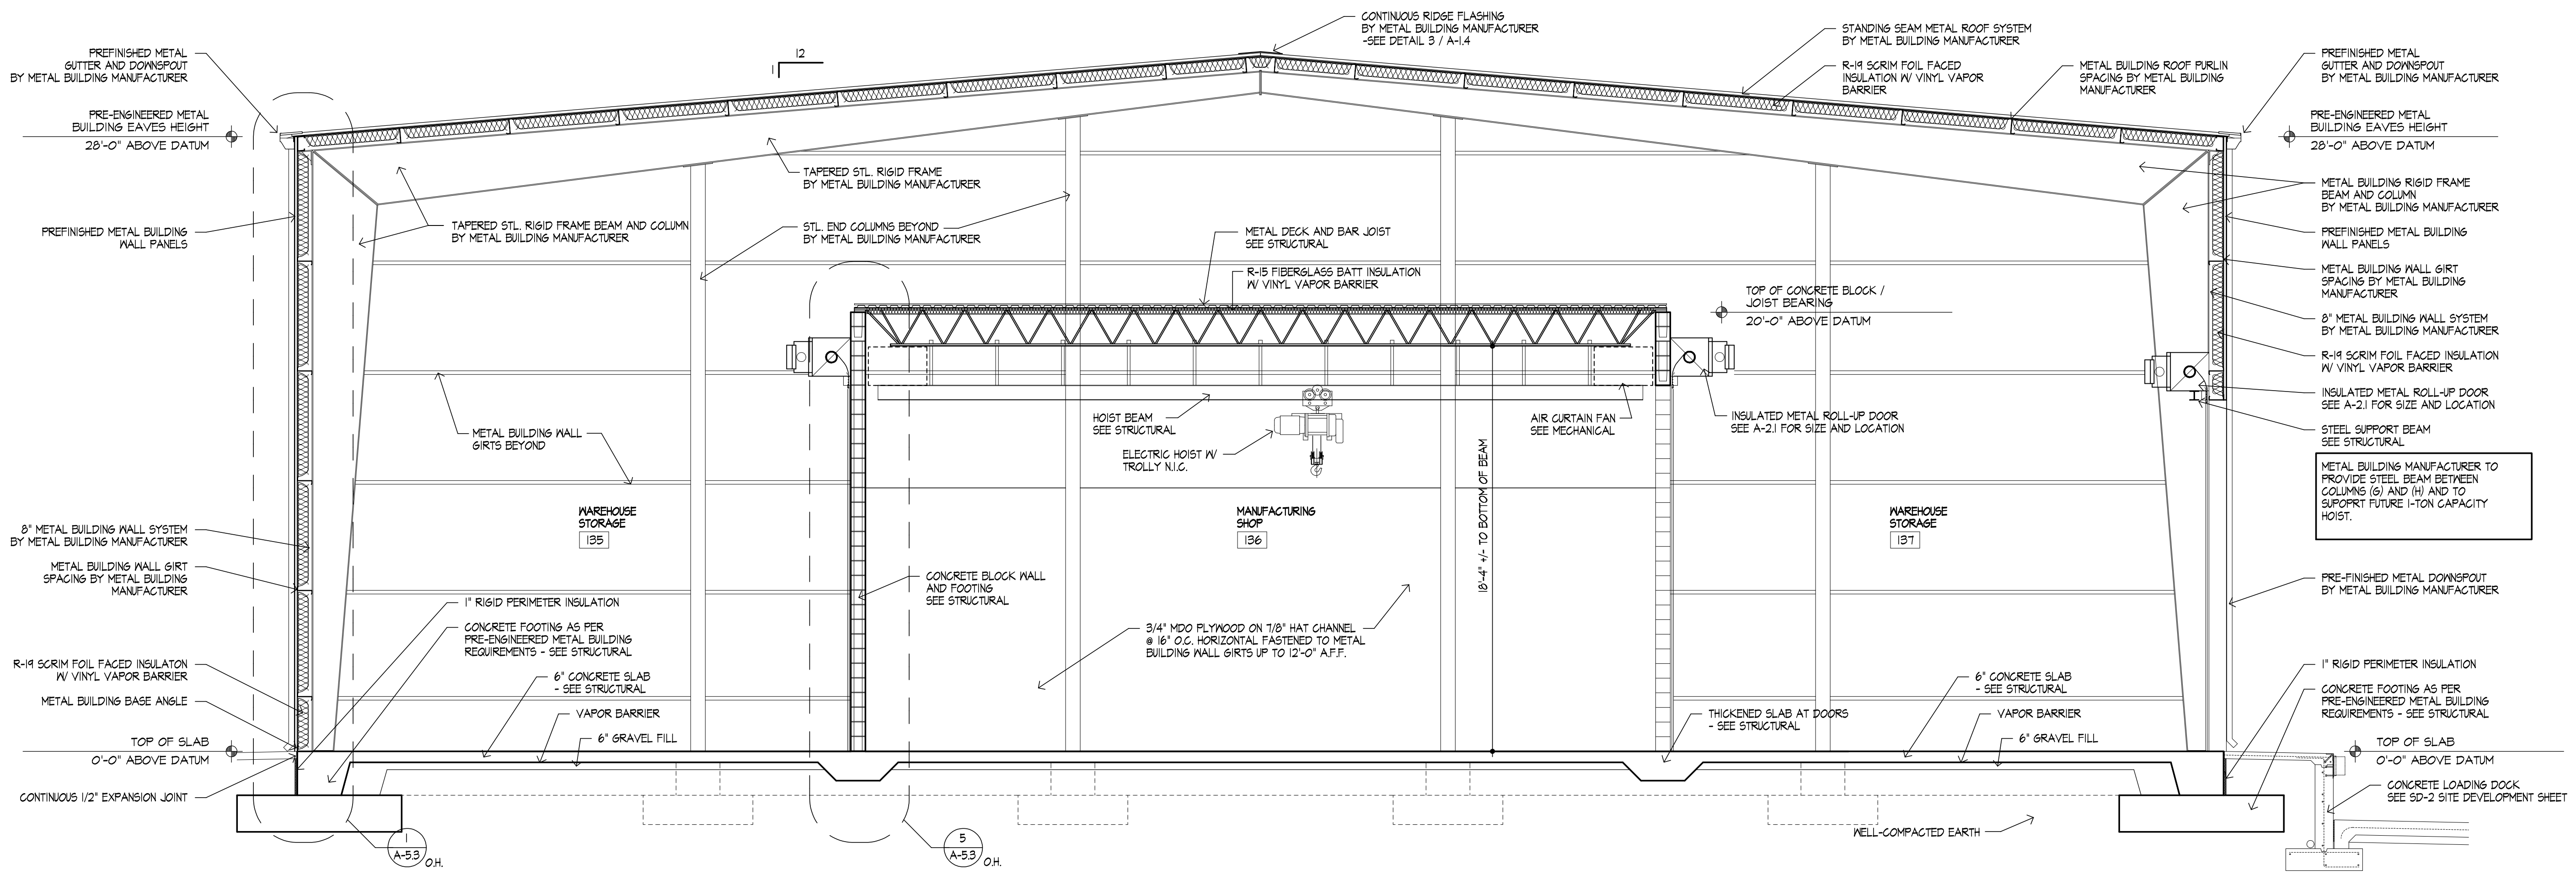 PREFINISHED METAL
GUTTER AND DOWNSPOUT
BY METAL BUILDING MANUFACTURER
PRE-ENGINEERED METAL
BUILDING EAVES HEIGHT
28'-0" ABOVE DATUM
PREFINISHED METAL BUILDING
WALL PANELS
8" METAL BUILDING WALL SYSTEM
BY METAL BUILDING MANUFACTURER
METAL BUILDING WALL GIRT
SPACING BY METAL BUILDING
MANUFACTURER
R-19 SCRIM FOIL FACED INSULATON
W/ VINYL VAPOR BARRIER
METAL BUILDING BASE ANGLE
TOP OF SLAB
0'-0" ABOVE DATUM
CONTINUOUS 1/2" EXPANSION JOINT
12
1
CONTINUOUS RIDGE FLASHING
BY METAL BUILDING MANUFACTURER
-SEE DETAIL 3 / A-1.4
STANDING SEAM METAL ROOF SYSTEM
BY METAL BUILDING MANUFACTURER
R-19 SCRIM FOIL FACED
INSULATION W/ VINYL VAPOR
BARRIER
METAL BUILDING ROOF PURLIN
SPACING BY METAL BUILDING
MANUFACTURER
TAPERED STL. RIGID FRAME
BY METAL BUILDING MANUFACTURER
TAPERED STL. RIGID FRAME BEAM AND COLUMN
BY METAL BUILDING MANUFACTURER
STL. END COLUMNS BEYOND
BY METAL BUILDING MANUFACTURER
METAL DECK AND BAR JOIST
SEE STRUCTURAL
R-15 FIBERGLASS BATT INSULATION
W/ VINYL VAPOR BARRIER
TOP OF CONCRETE BLOCK /
JOIST BEARING
20'-0" ABOVE DATUM
METAL BUILDING WALL
GIRTS BEYOND
HOIST BEAM
SEE STRUCTURAL
ELECTRIC HOIST W/
TROLLY N.I.C.
18'-4" +/- TO BOTTOM OF BEAM
AIR CURTAIN FAN
SEE MECHANICAL
INSULATED METAL ROLL-UP DOOR
SEE A-2.1 FOR SIZE AND LOCATION
WAREHOUSE
STORAGE
135
MANUFACTURING
SHOP
136
WAREHOUSE
STORAGE
137
CONCRETE BLOCK WALL
AND FOOTING
SEE STRUCTURAL
1" RIGID PERIMETER INSULATION
CONCRETE FOOTING AS PER
PRE-ENGINEERED METAL BUILDING
REQUIREMENTS - SEE STRUCTURAL
3/4" MDO PLYWOOD ON 7/8" HAT CHANNEL
@ 16" O.C. HORIZONTAL FASTENED TO METAL
BUILDING WALL GIRTS UP TO 12'-0" A.F.F.
6" CONCRETE SLAB
- SEE STRUCTURAL
VAPOR BARRIER
6" GRAVEL FILL
THICKENED SLAB AT DOORS
- SEE STRUCTURAL
6" CONCRETE SLAB
- SEE STRUCTURAL
VAPOR BARRIER
6" GRAVEL FILL
WELL-COMPACTED EARTH
1
A-5.3
O.H.
5
A-5.3
O.H.
PREFINISHED METAL
GUTTER AND DOWNSPOUT
BY METAL BUILDING MANUFACTURER
PRE-ENGINEERED METAL
BUILDING EAVES HEIGHT
28'-0" ABOVE DATUM
METAL BUILDING RIGID FRAME
BEAM AND COLUMN
BY METAL BUILDING MANUFACTURER
PREFINISHED METAL BUILDING
WALL PANELS
METAL BUILDING WALL GIRT
SPACING BY METAL BUILDING
MANUFACTURER
8" METAL BUILDING WALL SYSTEM
BY METAL BUILDING MANUFACTURER
R-19 SCRIM FOIL FACED INSULATION
W/ VINYL VAPOR BARRIER
INSULATED METAL ROLL-UP DOOR
SEE A-2.1 FOR SIZE AND LOCATION
STEEL SUPPORT BEAM
SEE STRUCTURAL
METAL BUILDING MANUFACTURER TO
PROVIDE STEEL BEAM BETWEEN
COLUMNS (G) AND (H) AND TO
SUPOPRT FUTURE 1-TON CAPACITY
HOIST.
PRE-FINISHED METAL DOWNSPOUT
BY METAL BUILDING MANUFACTURER
1" RIGID PERIMETER INSULATION
CONCRETE FOOTING AS PER
PRE-ENGINEERED METAL BUILDING
REQUIREMENTS - SEE STRUCTURAL
TOP OF SLAB
0'-0" ABOVE DATUM
CONCRETE LOADING DOCK
SEE SD-2 SITE DEVELOPMENT SHEET